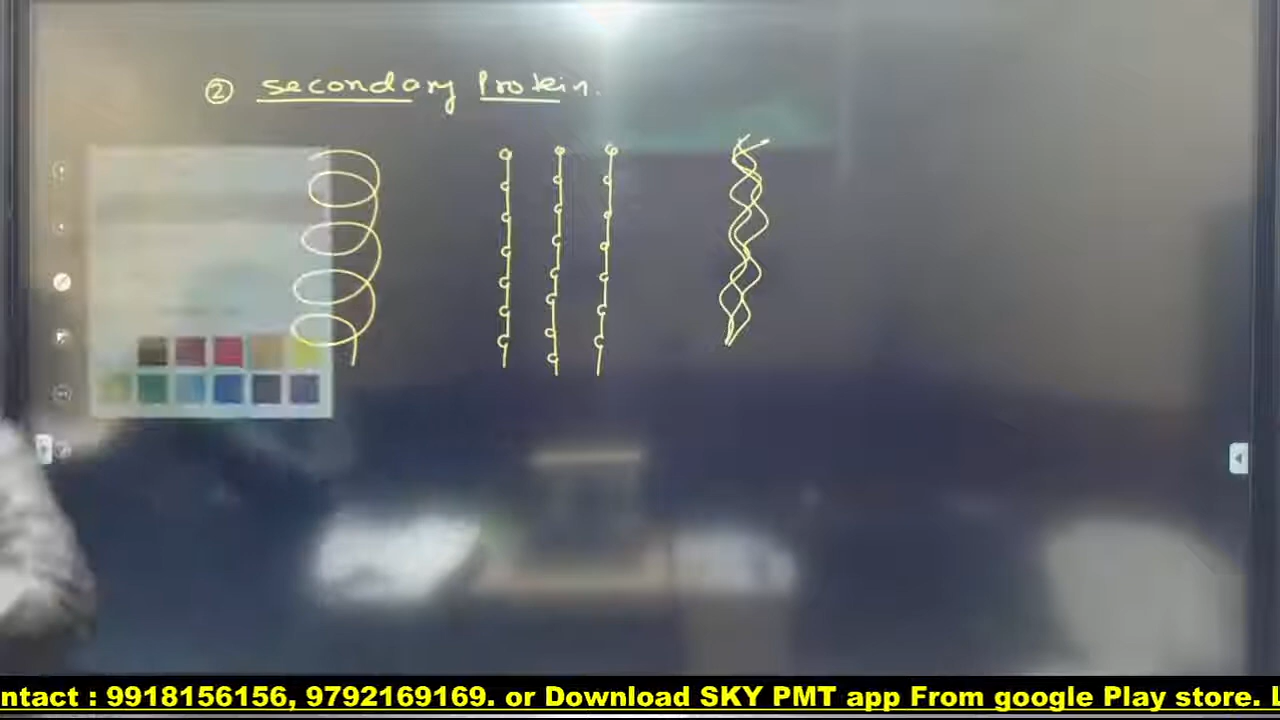 ② secondary Protein.
ntact : 9918156156, 9792169169. or Download SKY PMT app From google Play store.